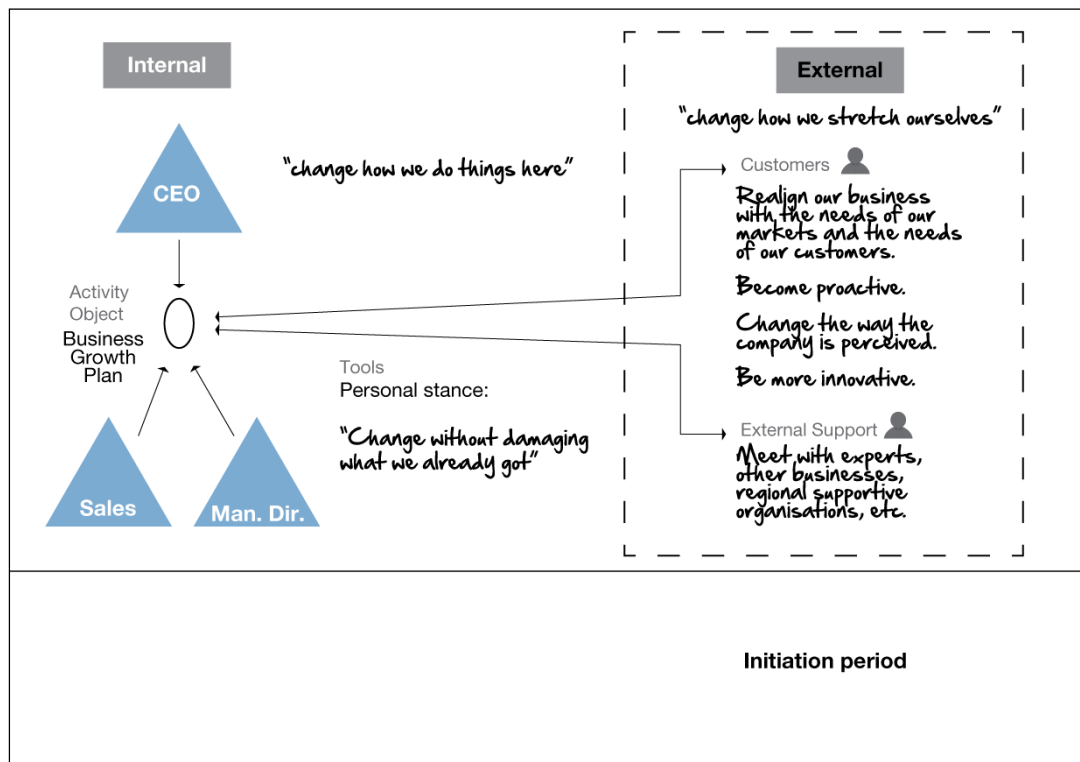 Internal
CEO
"change how we do things here"
Activity
Object
Business
Growth
Plan
Tools
Personal stance:
"Change without damaging
what we already got"
Sales
Man. Dir.
External
"change how we stretch ourselves"
Customers
Realign our business
with the needs of our
markets and the needs
of our customers.
Become proactive.
Change the way the
company is perceived.
Be more innovative.
External Support
Meet with experts,
other businesses,
regional supportive
organisations, etc.
Initiation period